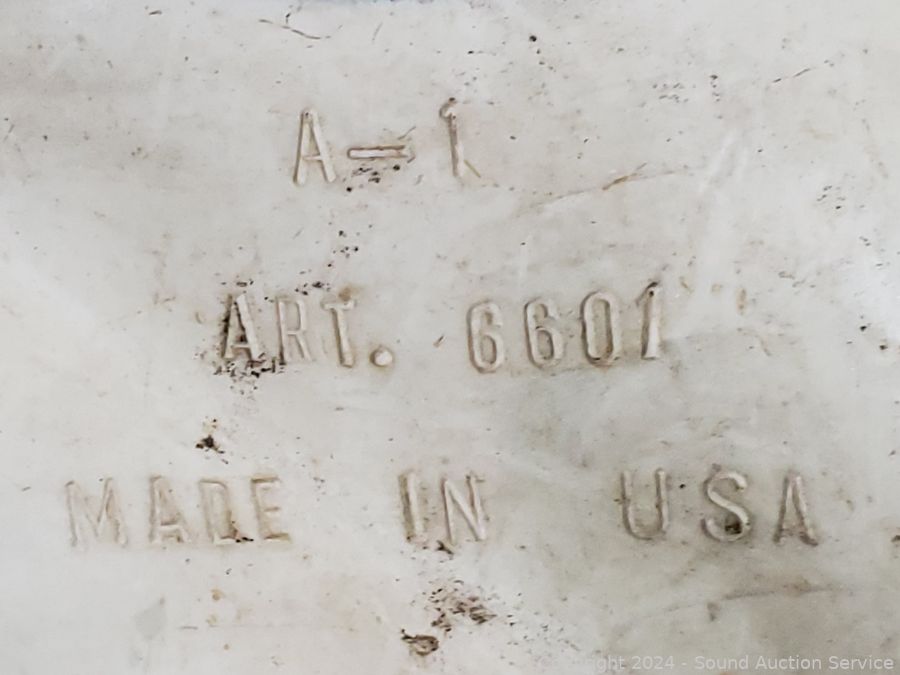 A-1
ART. 6601
MADE IN USA
Copyright 2024 - Sound Auction Service